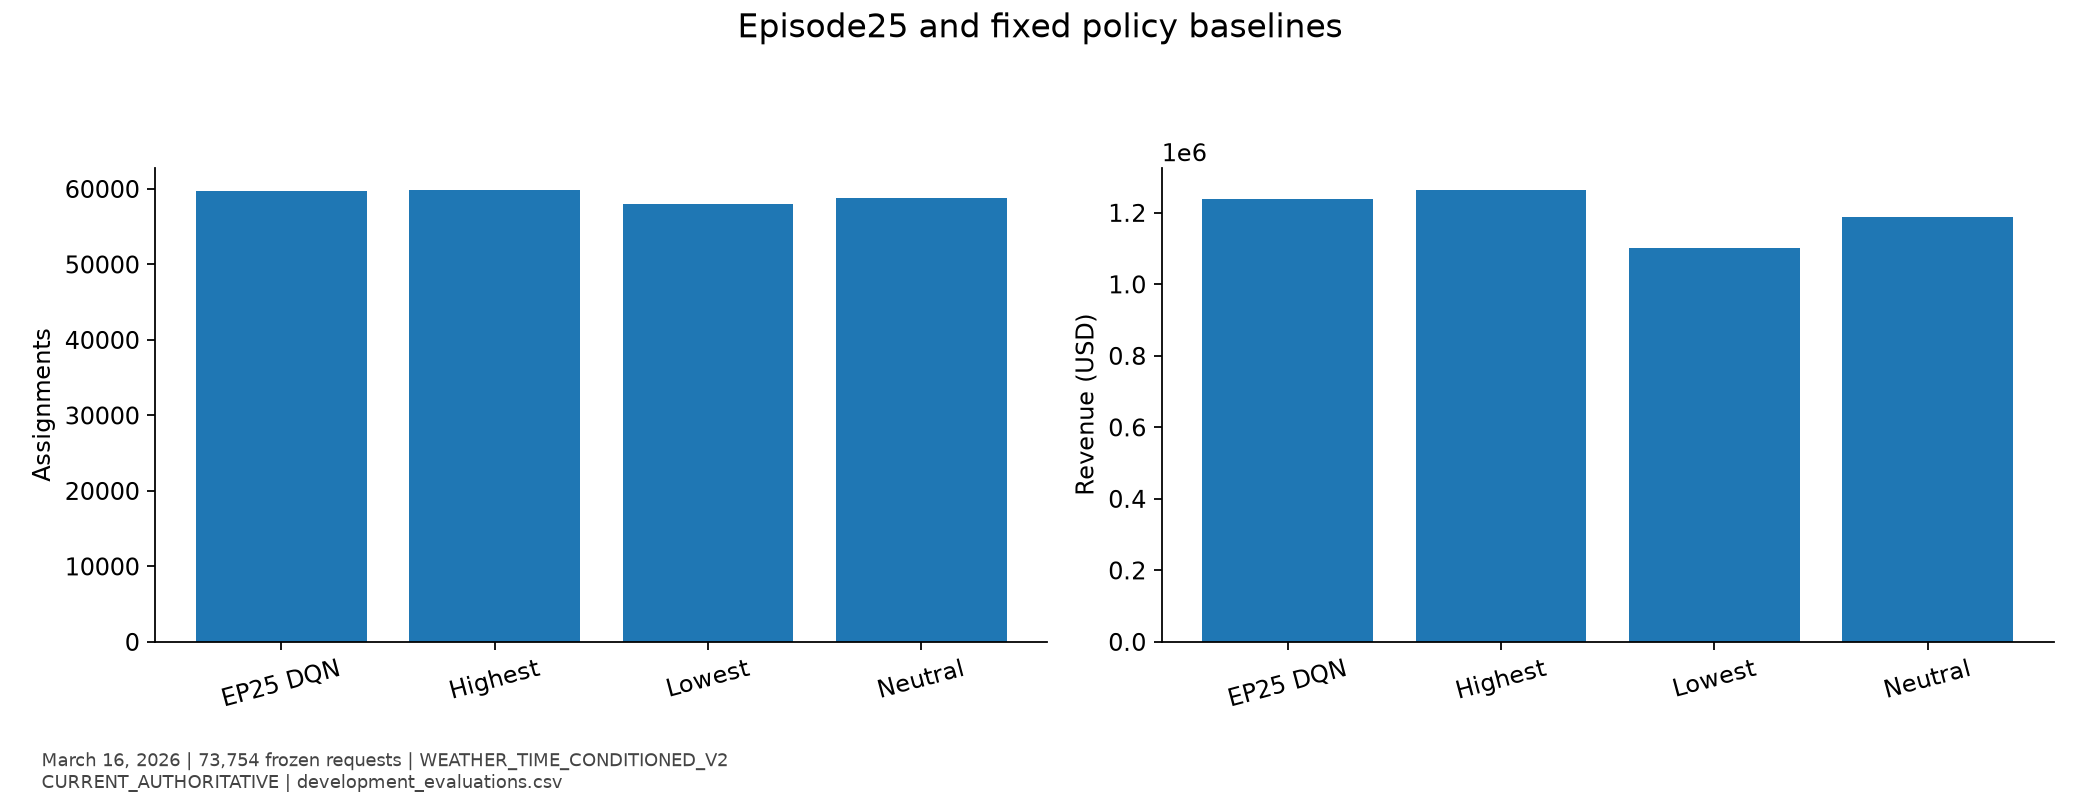 Episode25 and fixed policy baselines
60000
50000
40000
30000
20000
10000
0
Assignments
EP25 DQN
Highest
Lowest
Neutral
1e6
1.2
1.0
0.8
0.6
0.4
0.2
0.0
Revenue (USD)
EP25 DQN
Highest
Lowest
Neutral
March 16, 2026 | 73,754 frozen requests | WEATHER_TIME_CONDITIONED_V2
CURRENT_AUTHORITATIVE | development_evaluations.csv